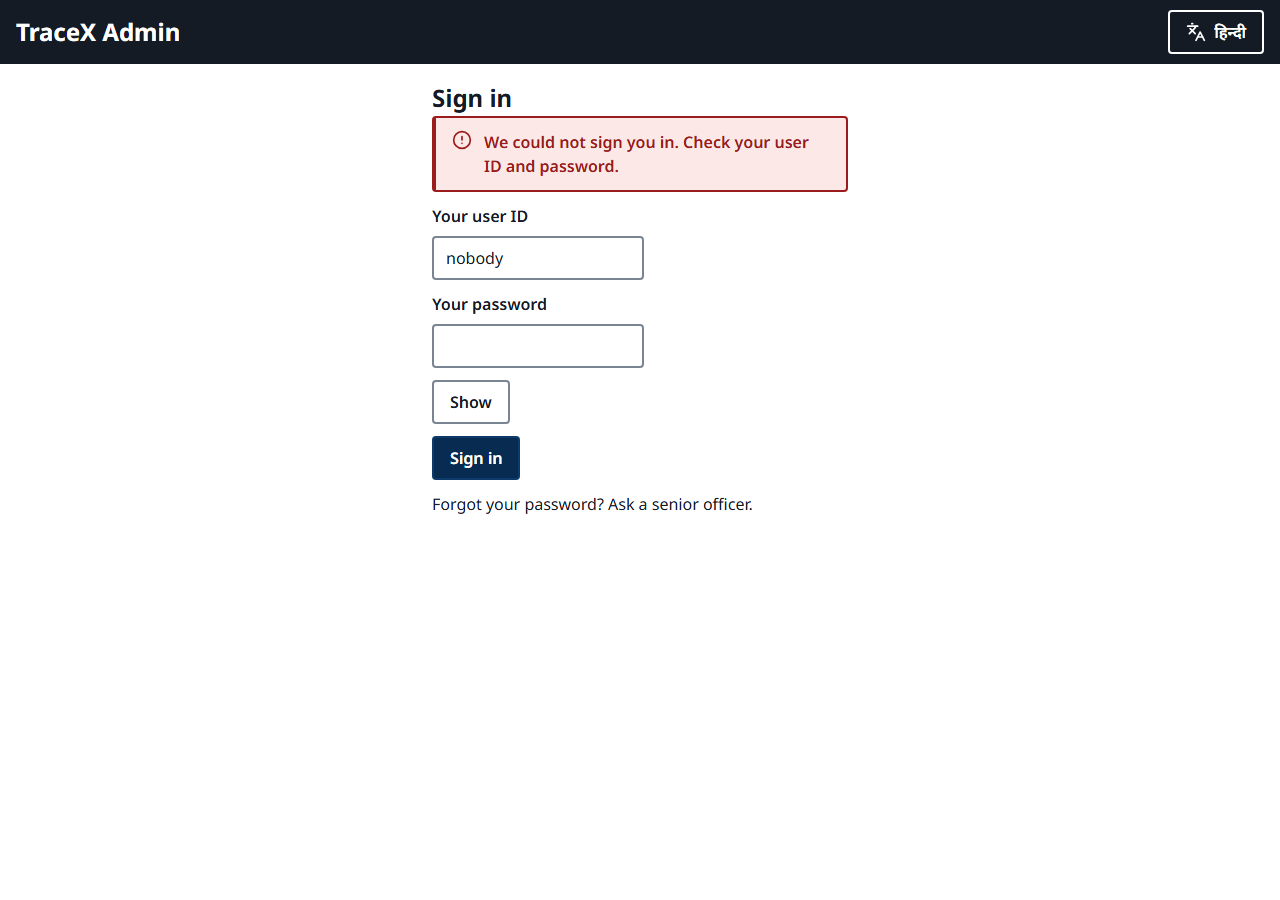 TraceX Admin
हिन्दी
Sign in
We could not sign you in. Check your user
ID and password.
Your user ID
nobody
Your password
Show
Sign in
Forgot your password? Ask a senior officer.